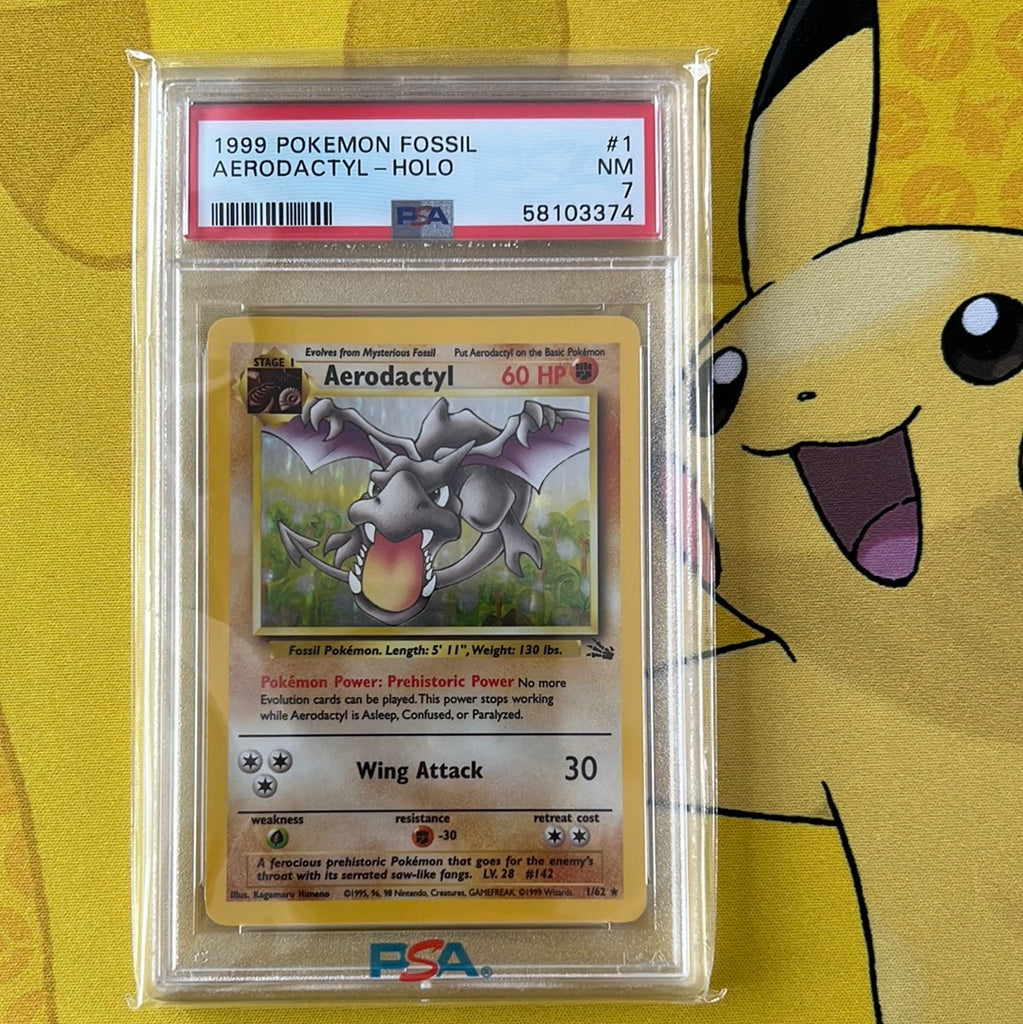 1999 POKEMON FOSSIL #1
AERODACTYL - HOLO NM
7
PSA 58103374
STAGE 1 Evolves from Mysterious Fossil Put Aerodactyl on the Basic Pokémon
Aerodactyl 60 HP
Fossil Pokémon. Length: 5' 11", Weight: 130 lbs.
Pokémon Power: Prehistoric Power No more
Evolution cards can be played. This power stops working
while Aerodactyl is Asleep, Confused, or Paralyzed.
Wing Attack 30
weakness resistance retreat cost
-30
A ferocious prehistoric Pokémon that goes for the enemy's
throat with its serrated saw-like fangs. LV. 28 #142
Illus. Kagemaru Himeno ©1995, 96, 98 Nintendo, Creatures, GAMEFREAK. ©1999 Wizards. 1/62 ★
PSA®